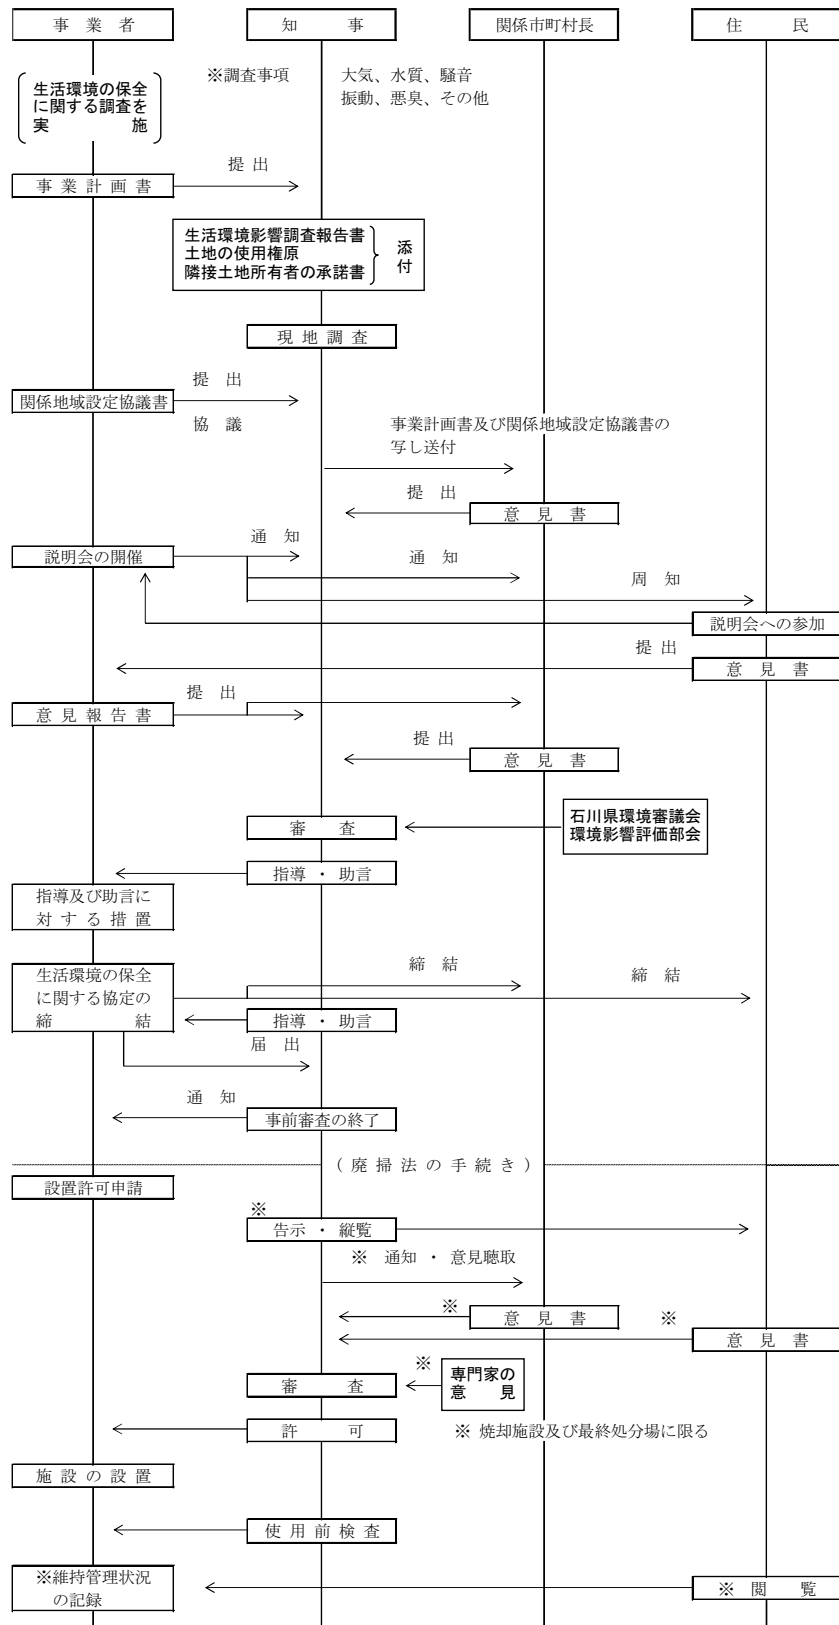 事業者
知事
関係市町村長
住民
生活環境の保全
に関する調査を
実施
※調査事項
大気、水質、騒音
振動、悪臭、その他
提出
事業計画書
生活環境影響調査報告書
土地の使用権原
隣接土地所有者の承諾書
添付
現地調査
提出
関係地域設定協議書
協議
事業計画書及び関係地域設定協議書の
写し送付
提出
意見書
通知
説明会の開催
通知
周知
説明会への参加
提出
意見書
提出
意見報告書
提出
意見書
石川県環境審議会
環境影響評価部会
審査
指導・助言
指導及び助言に
対する措置
締結
締結
生活環境の保全
に関する協定の
締結
指導・助言
届出
通知
事前審査の終了
(廃掃法の手続き)
設置許可申請
※
告示・縦覧
※ 通知・意見聴取
※
意見書
※
意見書
※
専門家の
意見
審査
許可
※ 焼却施設及び最終処分場に限る
施設の設置
使用前検査
※維持管理状況
の記録
※閲覧